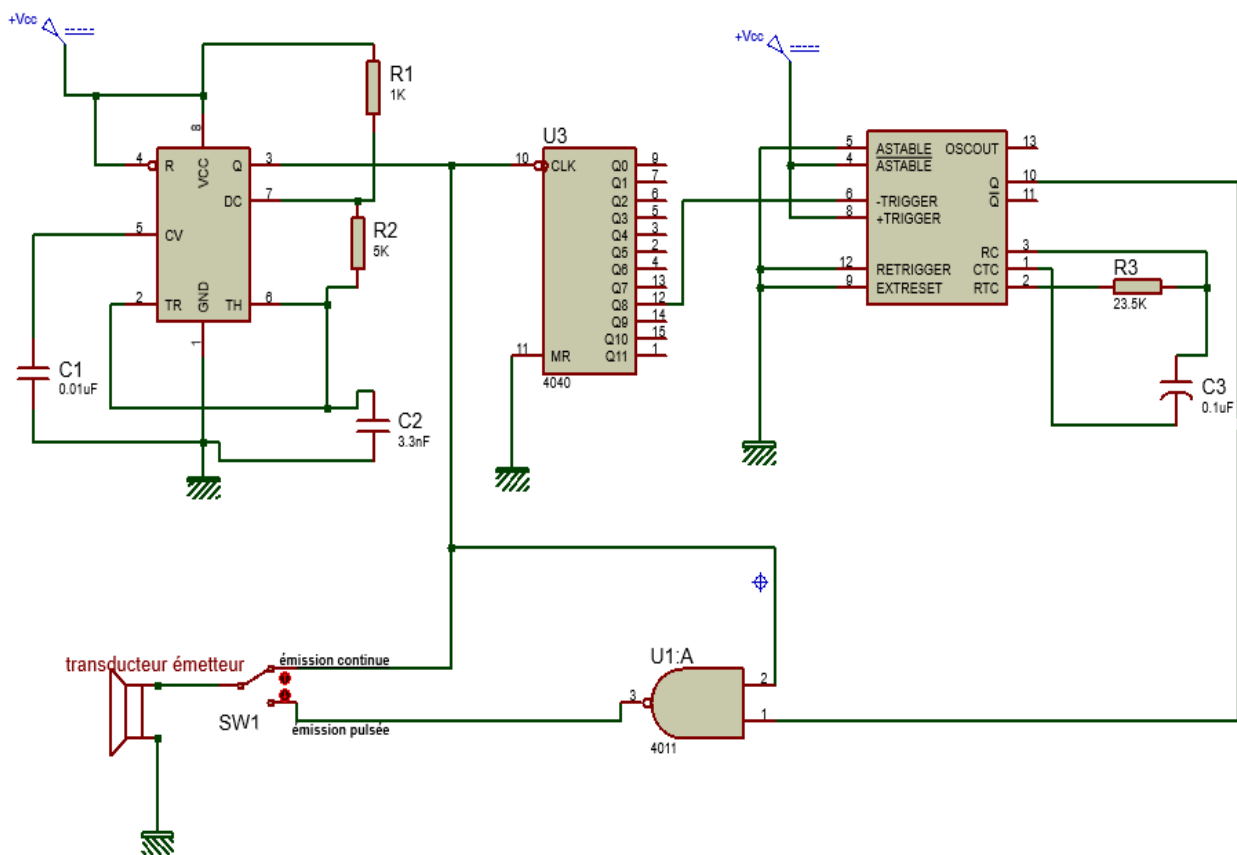 +Vcc
R1
1K
8
4
R
VCC
Q
3
DC
7
5
CV
R2
5K
2
TR
GND
TH
6
1
C1
0.01uF
C2
3.3nF
U3
10
CLK
Q0
9
Q1
7
Q2
6
Q3
5
Q4
3
Q5
2
Q6
4
Q7
13
Q8
12
Q9
14
Q10
15
11
MR
Q11
1
4040
+Vcc
5
ASTABLE
OSCOUT
13
4
ASTABLE
Q
10
6
-TRIGGER
Q
11
8
+TRIGGER
RC
3
12
RETRIGGER
CTC
1
9
EXTRESET
RTC
2
R3
23.5K
C3
0.1uF
transducteur émetteur
émission continue
SW1
émission pulsée
U1:A
3
2
1
4011